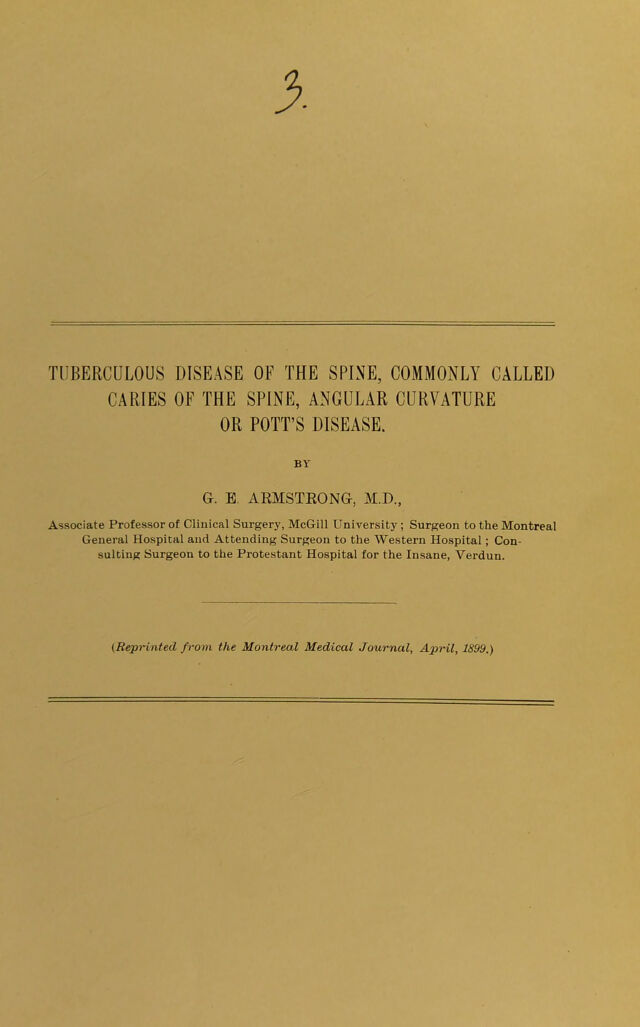 3.
TUBERCULOUS DISEASE OF THE SPINE, COMMONLY CALLED
CARIES OF THE SPINE, ANGULAR CURVATURE
OR POTT'S DISEASE.
BY
G. E. ARMSTRONG, M.D.,
Associate Professor of Clinical Surgery, McGill University; Surgeon to the Montreal
General Hospital and Attending Surgeon to the Western Hospital; Con-
sulting Surgeon to the Protestant Hospital for the Insane, Verdun.
(Reprinted from the Montreal Medical Journal, April, 1899.)